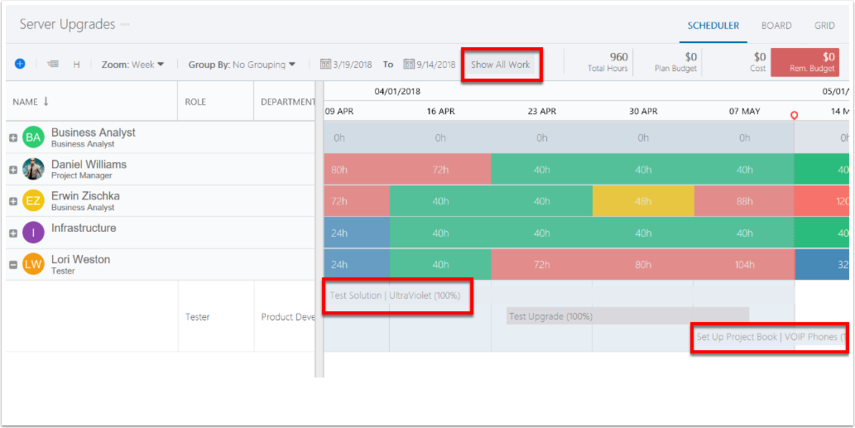 Server Upgrades
SCHEDULER BOARD GRID
H Zoom: Week Group By: No Grouping 3/19/2018 To 9/14/2018 Show All Work
960 $0 $0 $0
Total Hours Plan Budget Cost Rem. Budget
04/01/2018 05/01/
NAME ROLE DEPARTMENT
09 APR 16 APR 23 APR 30 APR 07 MAY 14 M
BA Business Analyst 0h 0h 0h 0h 0h 0h
Business Analyst
Daniel Williams 80h 72h 40h 40h 40h 40
Project Manager
EZ Erwin Zischka 72h 40h 40h 48h 88h 120
Business Analyst
I Infrastructure 24h 40h 40h 40h 40h 40
LW Lori Weston 24h 40h 72h 80h 104h 32
Tester
Test Solution | UltraViolet (100%)
Tester Product Deve Test Upgrade (100%)
Set Up Project Book | VOIP Phones (1